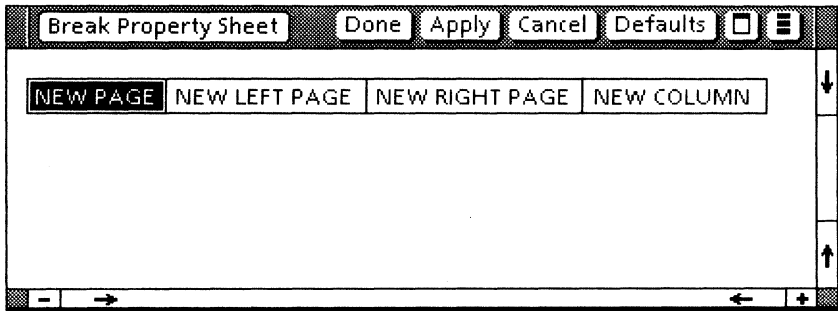 Break Property Sheet Done Apply Cancel Defaults
NEW PAGE NEW LEFT PAGE NEW RIGHT PAGE NEW COLUMN
- +